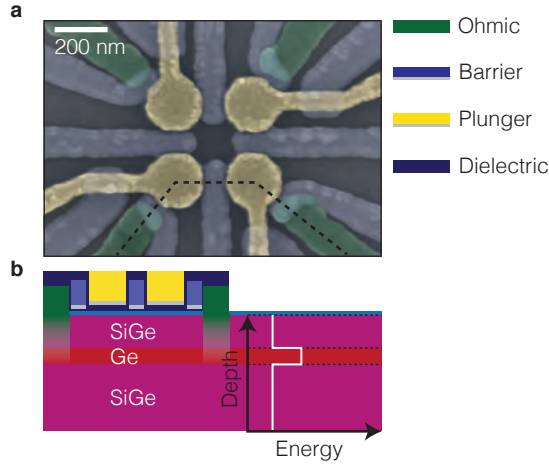 a
200 nm
Ohmic
Barrier
Plunger
Dielectric
b
SiGe
Ge
SiGe
Depth
Energy